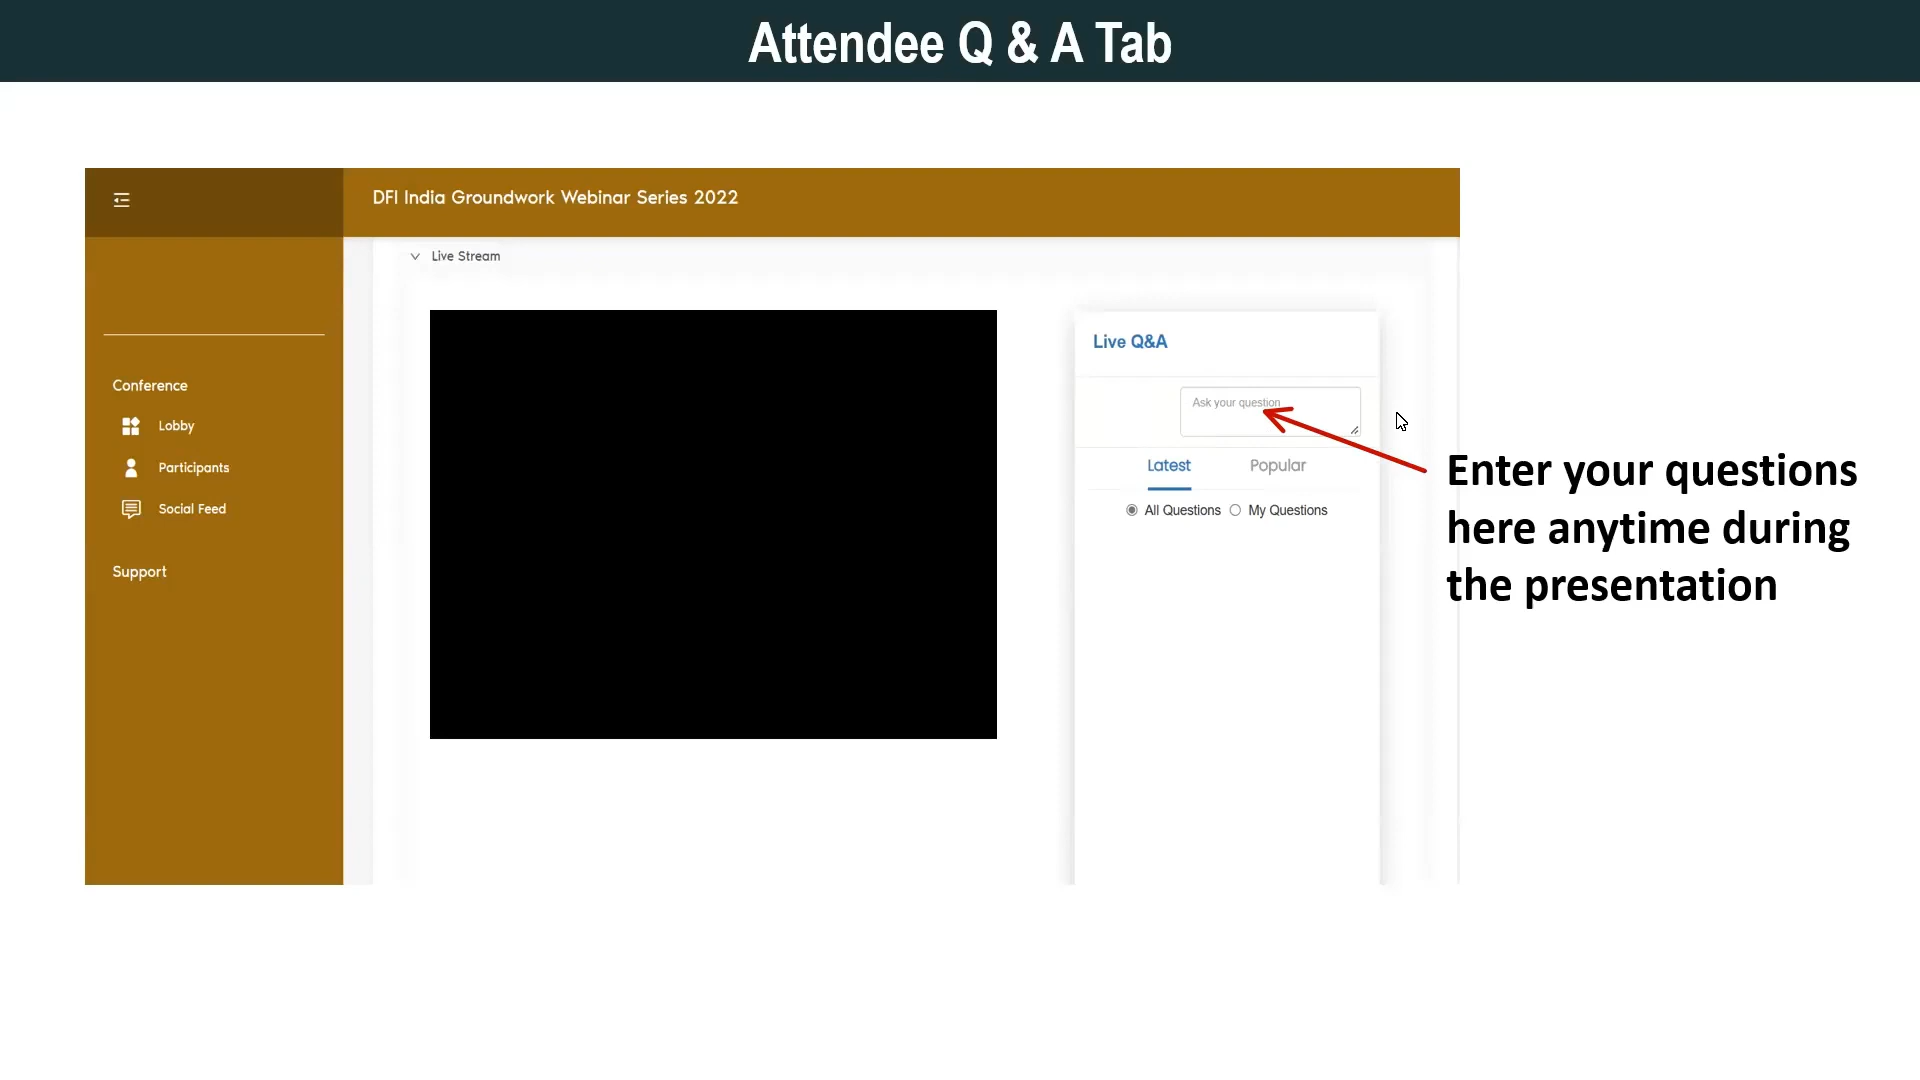 Attendee Q & A Tab
DFI India Groundwork Webinar Series 2022
Live Stream
Conference
Lobby
Participants
Social Feed
Support
Live Q&A
Ask your question
Latest Popular
All Questions My Questions
Enter your questions
here anytime during
the presentation